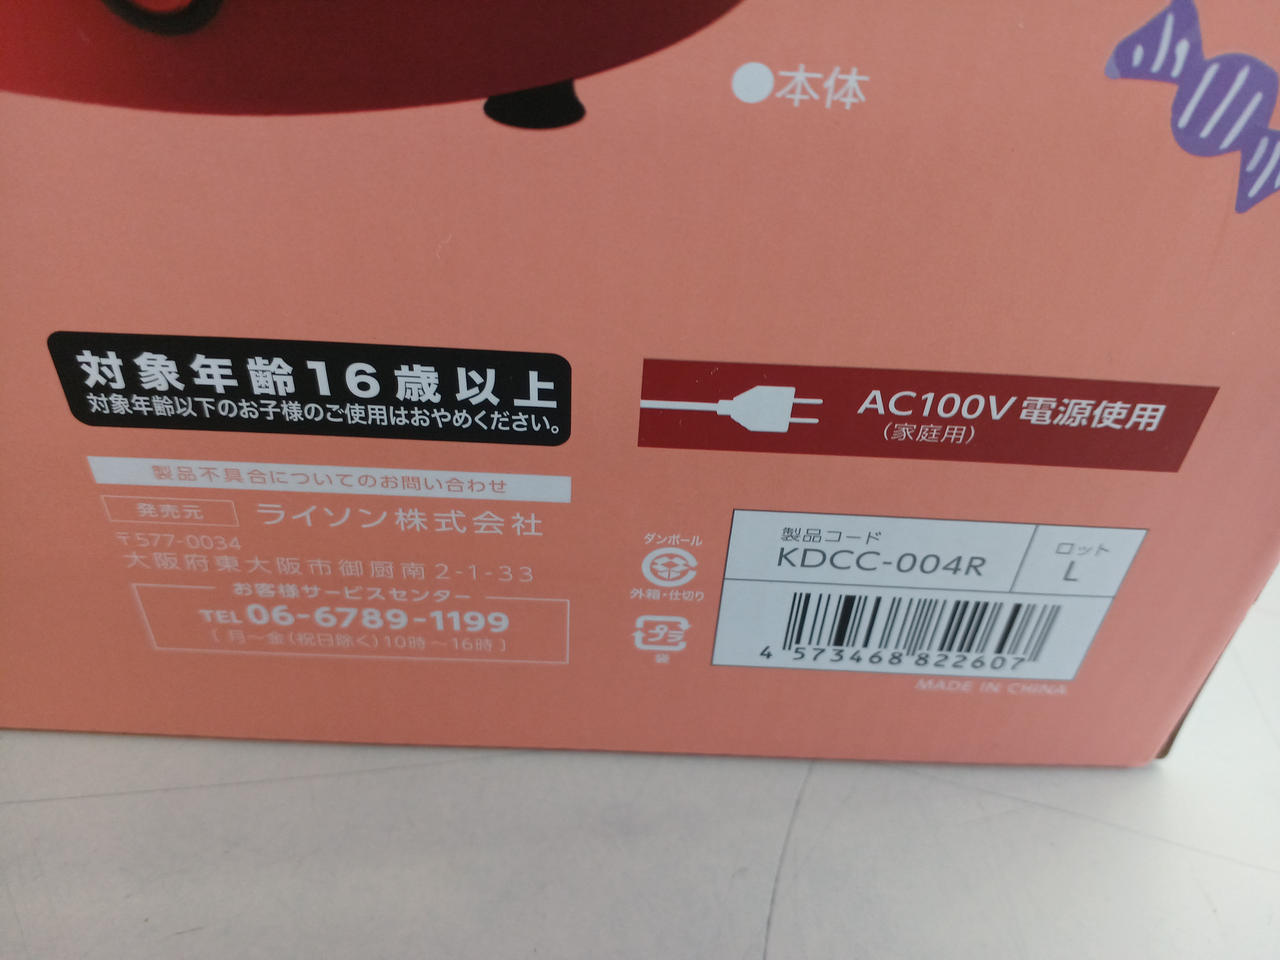 ●本体
対象年齢16歳以上
対象年齢以下のお子様のご使用はおやめください。
AC100V電源使用
(家庭用)
製品不具合についてのお問い合わせ
発売元 ライソン株式会社
〒577-0034
大阪府東大阪市御厨南2-1-33
お客様サービスセンター
TEL 06-6789-1199
[月~金(祝日除く)10時~16時]
ダンボール
外箱・仕切り
プラ
袋
製品コード
KDCC-004R
ロット
L
4 573468 822607
MADE IN CHINA